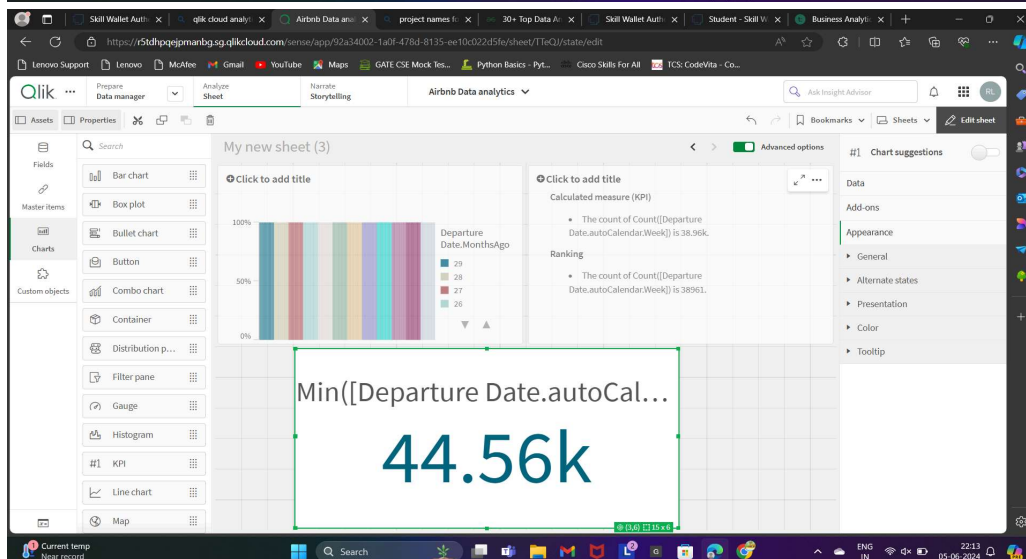 Skill Wallet Auth
qlik cloud analyti
Airbnb Data anal
project names fo
30+ Top Data An
Skill Wallet Auth
Student - Skill W
Business Analytic
https://r5tdhpqejpmanbg.sg.qlikcloud.com/sense/app/92a34002-1a0f-478d-8135-ee10c022d5fe/sheet/TTeQJ/state/edit
Lenovo Support Lenovo McAfee Gmail YouTube Maps GATE CSE Mock Tes... Python Basics - Pyt... Cisco Skills For All TCS: CodeVita - Co...
Qlik
Prepare
Data manager
Analyze
Sheet
Narrate
Storytelling
Airbnb Data analytics
Ask Insight Advisor
RL
Assets Properties
Bookmarks Sheets Edit sheet
Fields
Master items
Charts
Custom objects
Search
Bar chart
Box plot
Bullet chart
Button
Combo chart
Container
Distribution p...
Filter pane
Gauge
Histogram
#1 KPI
Line chart
Map
My new sheet (3)
Advanced options
Click to add title
100%
50%
0%
Departure
Date.MonthsAgo
29
28
27
26
Click to add title
Calculated measure (KPI)
• The count of Count([Departure
Date.autoCalendar.Week]) is 38.96k.
Ranking
• The count of Count([Departure
Date.autoCalendar.Week]) is 38961.
Min([Departure Date.autoCal...
44.56k
(3,6) 15 x 6
#1 Chart suggestions
Data
Add-ons
Appearance
General
Alternate states
Presentation
Color
Tooltip
Current temp
Near record
Search
ENG
IN
22:13
05-06-2024